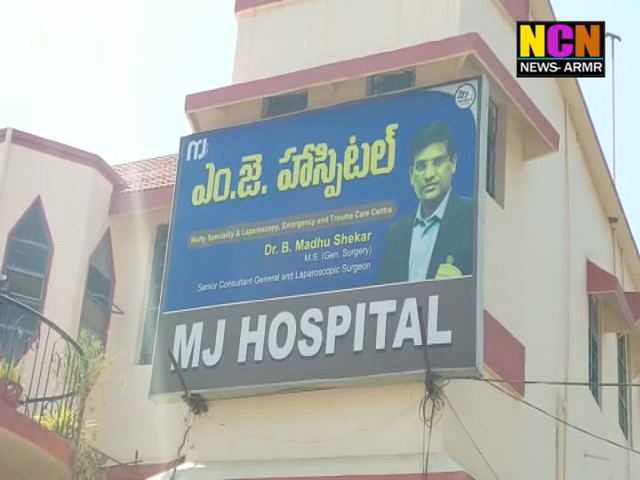 NCN
NEWS- ARMR
mj
ఎం.జె. హాస్పిటల్
Multy Speciality & Laparoscopy, Emergency and Trauma Care Centre
Dr. B. Madhu Shekar
M.S. (Gen. Surgery)
Senior Consultant General and Laparoscopic Surgeon
MJ HOSPITAL